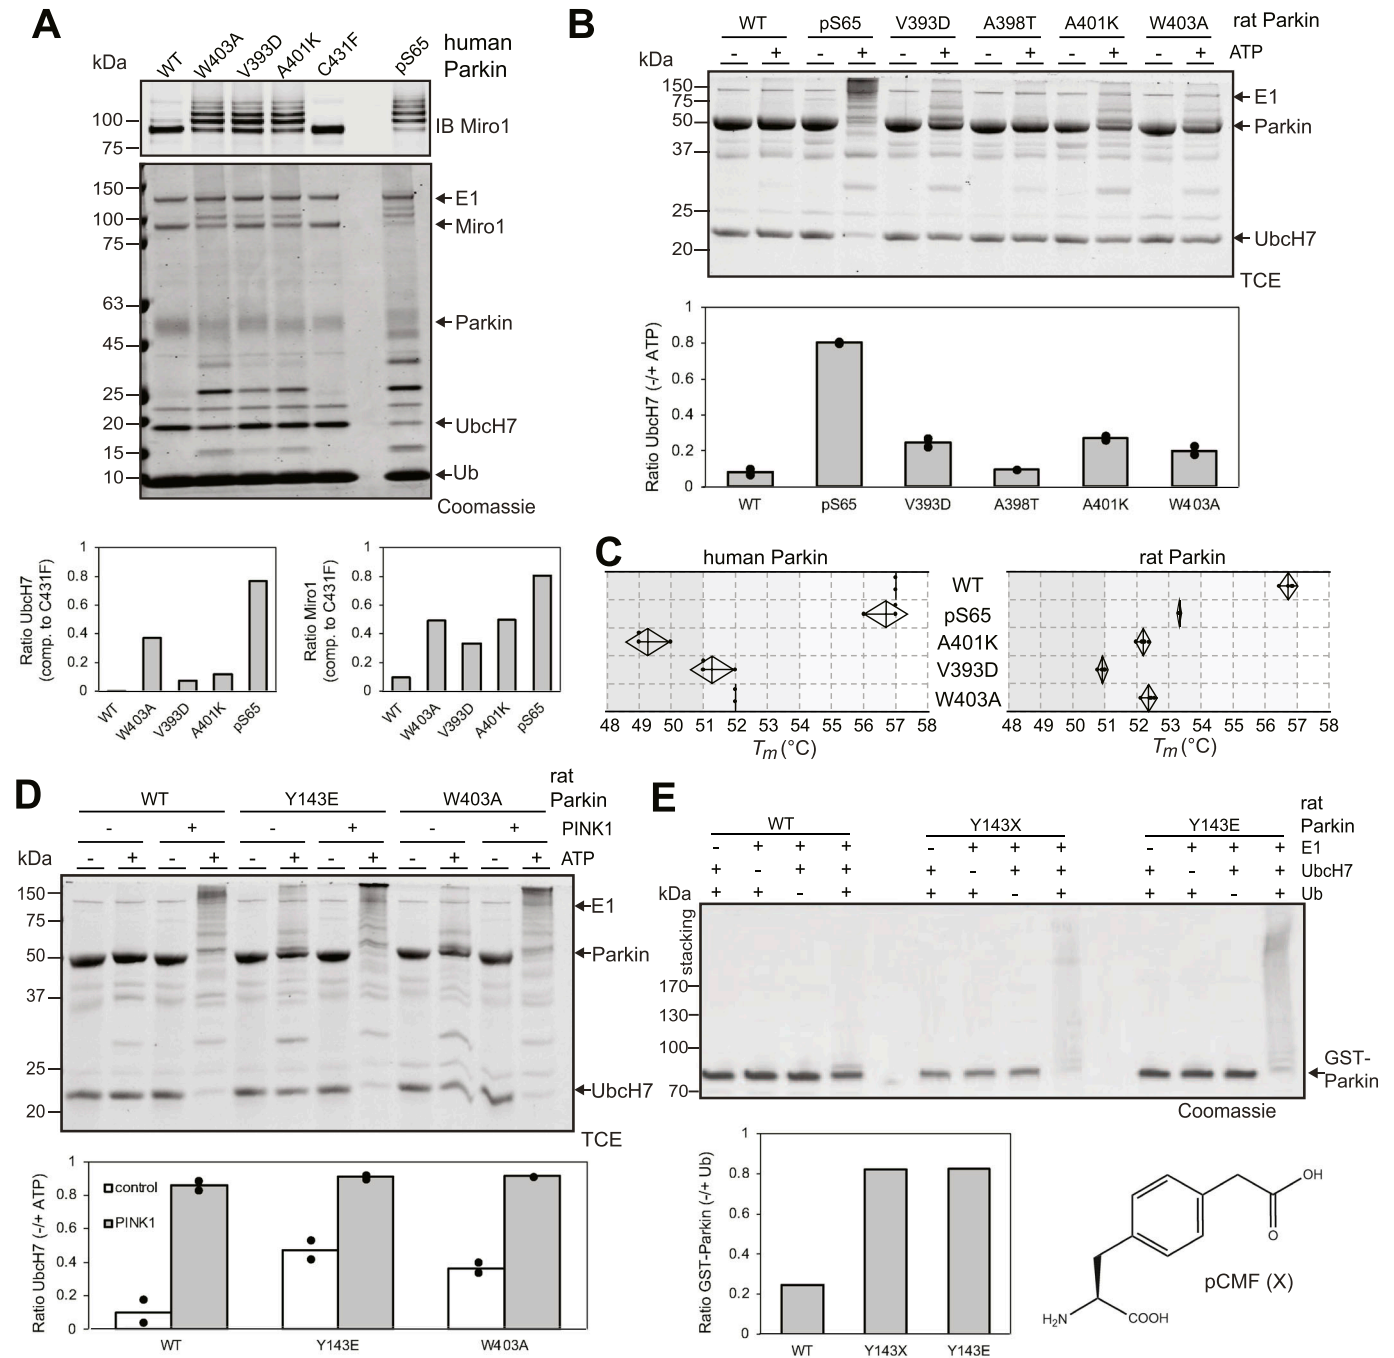 A
kDa
WT
W403A
V393D
A401K
C431F
pS65
human
Parkin
100
75
IB Miro1
150
100
75
63
45
25
20
15
10
E1
Miro1
Parkin
UbcH7
Ub
Coomassie
Ratio UbcH7
(comp. to C431F)
1
0.8
0.6
0.4
0.2
0
WT
W403A
V393D
A401K
pS65
Ratio Miro1
(comp. to C431F)
1
0.8
0.6
0.4
0.2
0
WT
W403A
V393D
A401K
pS65
B
WT pS65 V393D A398T A401K W403A rat Parkin
- + - + - + - + - + - + ATP
kDa
150
75
50
37
25
20
E1
Parkin
UbcH7
TCE
Ratio UbcH7 (-/+ ATP)
1
0.8
0.6
0.4
0.2
0
WT pS65 V393D A398T A401K W403A
C
human Parkin rat Parkin
WT
pS65
A401K
V393D
W403A
48 49 50 51 52 53 54 55 56 57 58
Tm (°C)
48 49 50 51 52 53 54 55 56 57 58
Tm (°C)
D
rat
Parkin
WT Y143E W403A
- + - + - + PINK1
kDa - + - + - + - + - + - + ATP
150
75
50
37
25
20
E1
Parkin
UbcH7
TCE
Ratio UbcH7 (-/+ ATP)
1
0.8
0.6
0.4
0.2
0
control
PINK1
WT Y143E W403A
E
rat
Parkin
WT Y143X Y143E
- + + + - + + + - + + + E1
+ - + + + - + + + - + + UbcH7
kDa + + - + + + - + + + - + Ub
stacking
170
130
100
70
GST-
Parkin
Coomassie
Ratio GST-Parkin (-/+ Ub)
1
0.8
0.6
0.4
0.2
0
WT Y143X Y143E
OH
O
pCMF (X)
H₂N
COOH